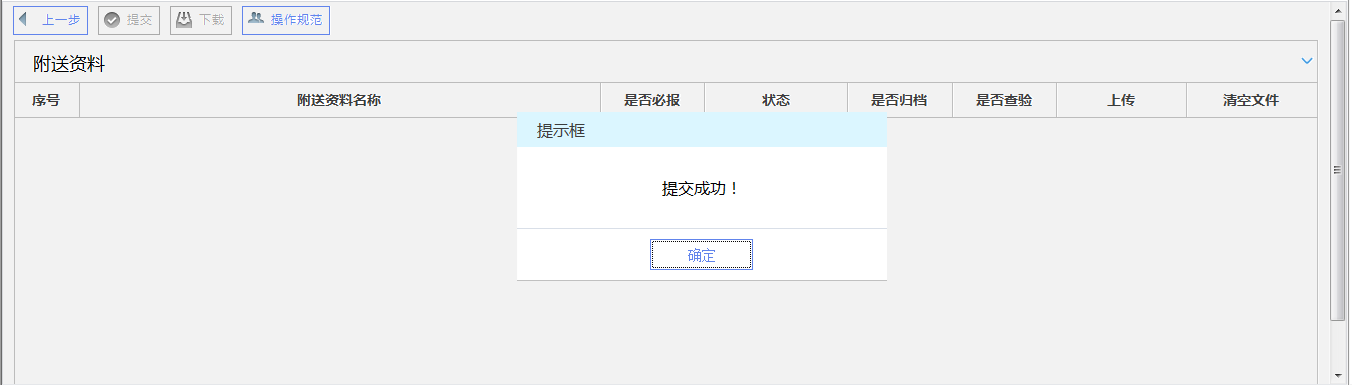 上一步 提交 下载 操作规范
附送资料
序号 附送资料名称 是否必报 状态 是否归档 是否查验 上传 清空文件
提示框
提交成功！
确定